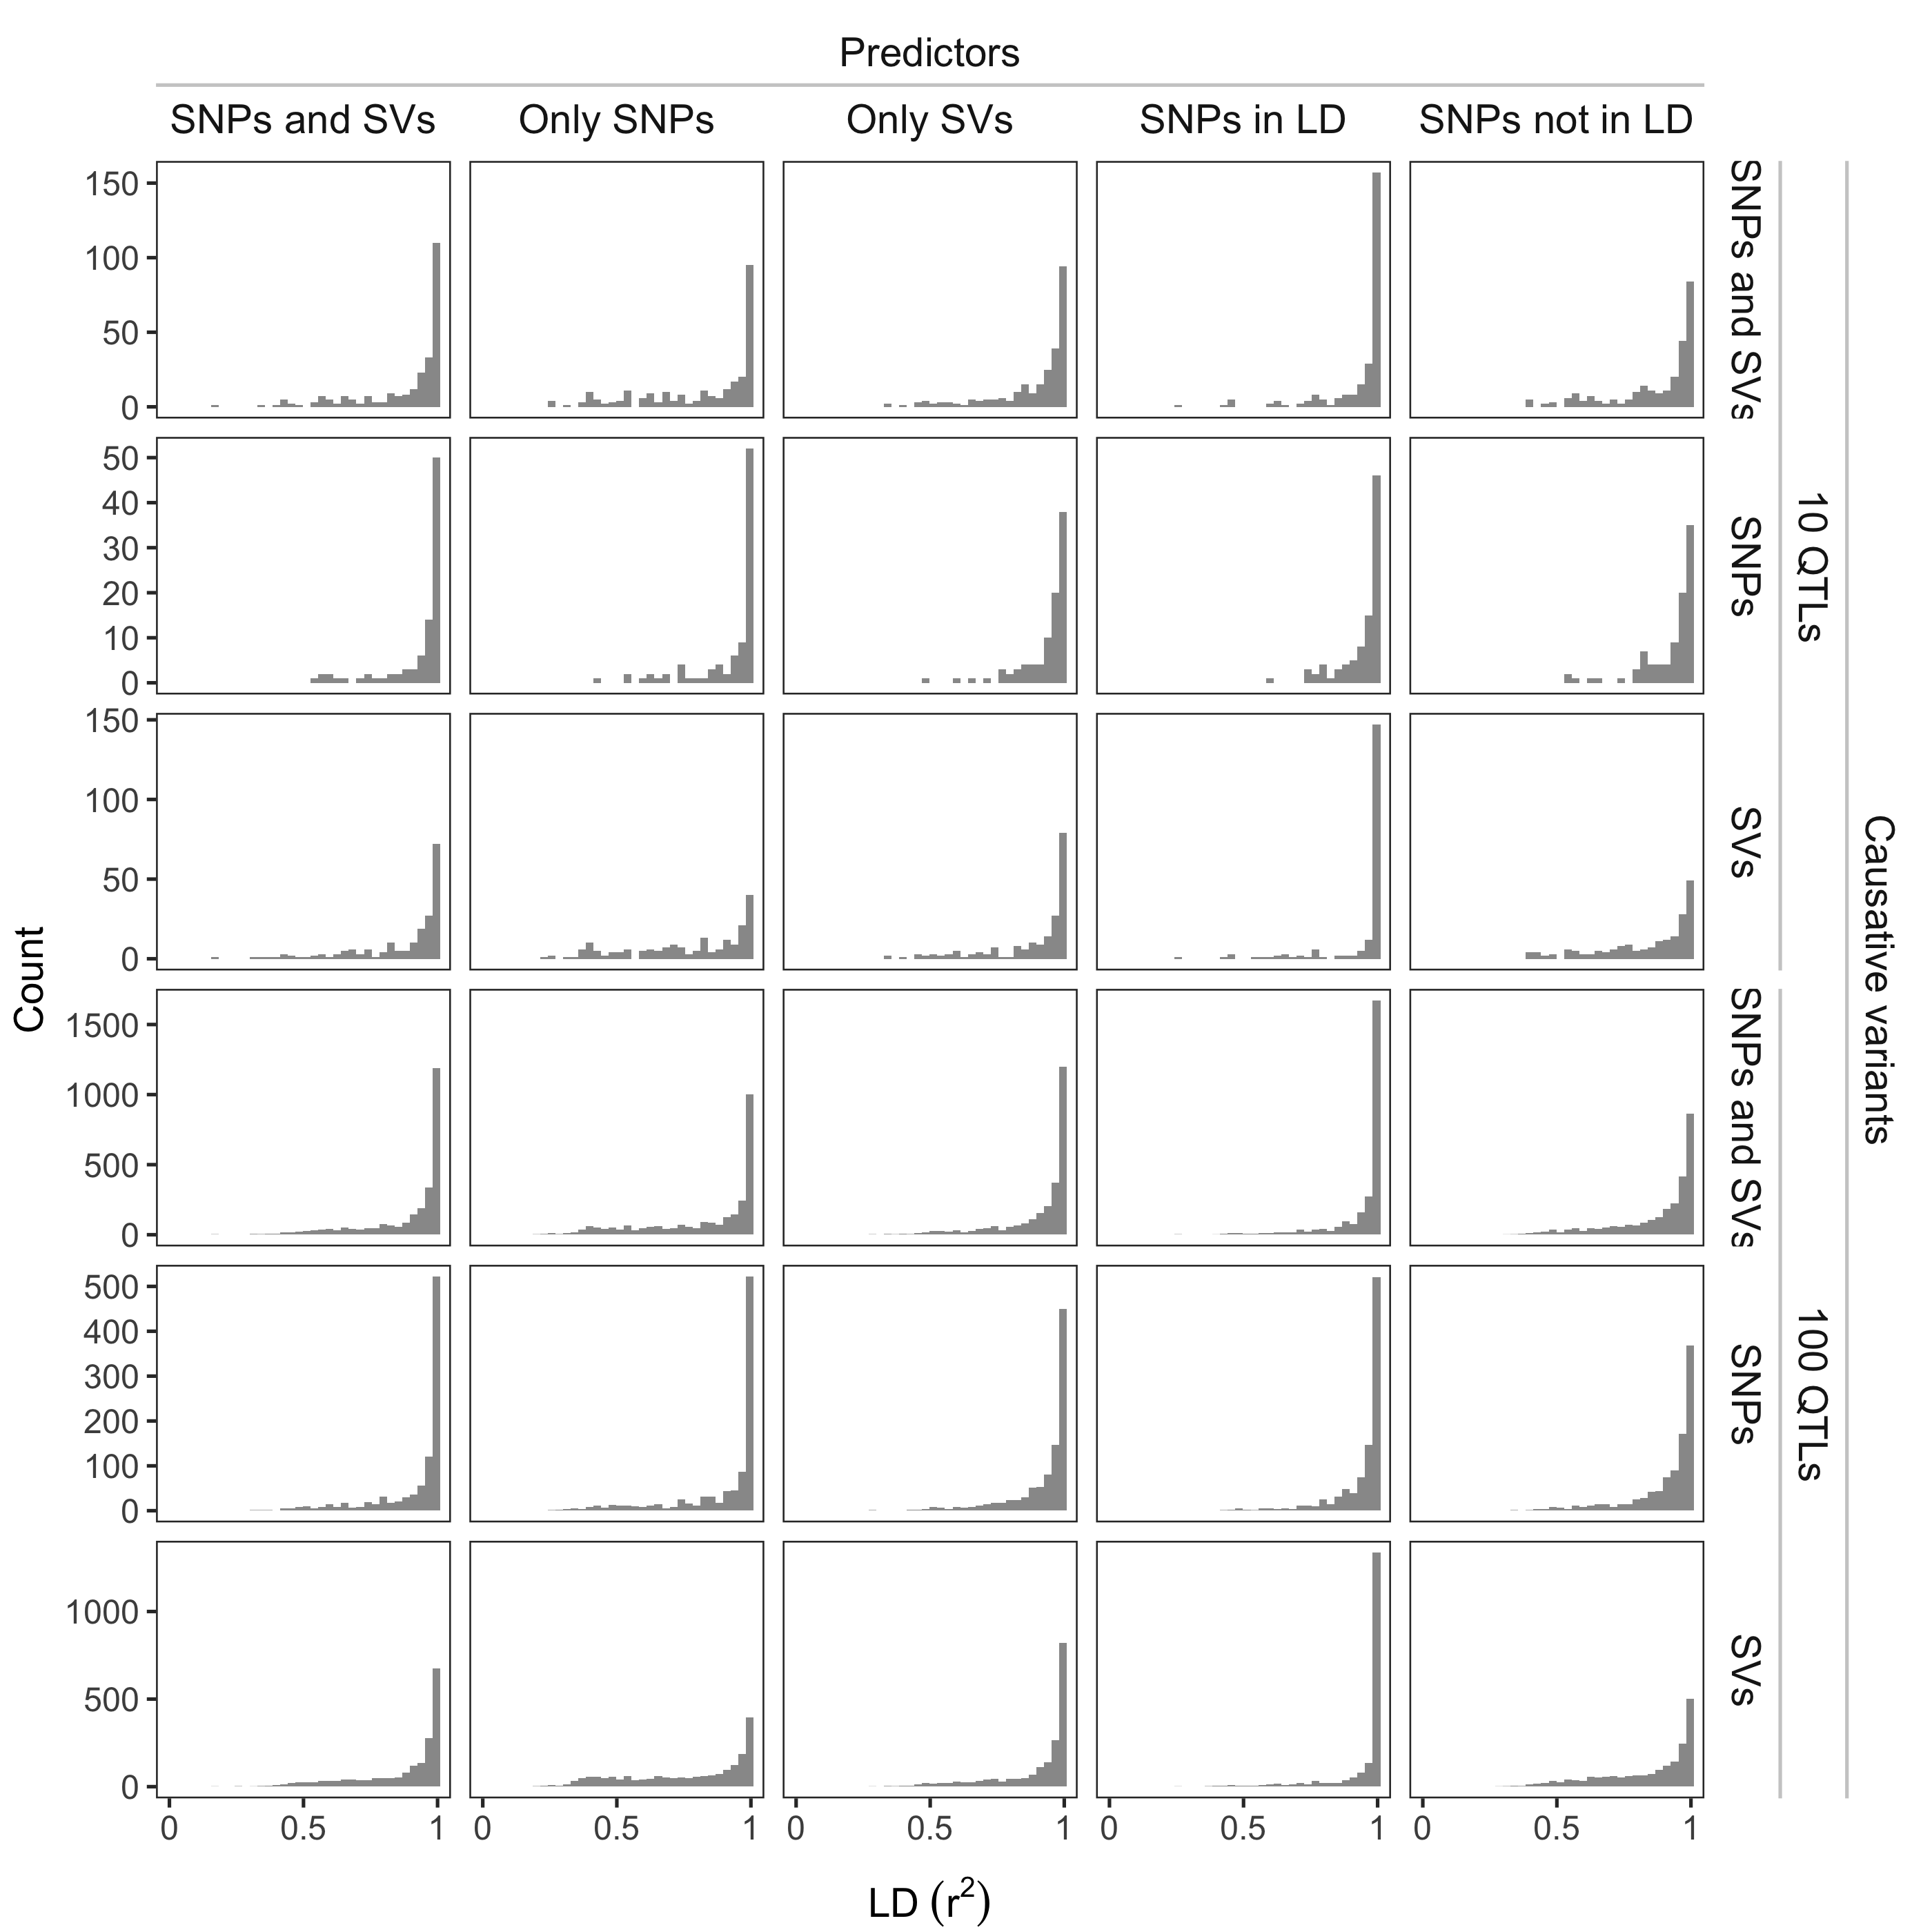 Predictors
SNPs and SVs Only SNPs Only SVs SNPs in LD SNPs not in LD
150
100
50
0
SNPs and SVs
50
40
30
20
10
0
SNPs
10 QTLs
150
100
50
0
SVs
Count
Causative variants
1500
1000
500
0
SNPs and SVs
500
400
300
200
100
0
SNPs
100 QTLs
1000
500
0
SVs
0 0.5 1 0 0.5 1 0 0.5 1 0 0.5 1 0 0.5 1
LD (r²)